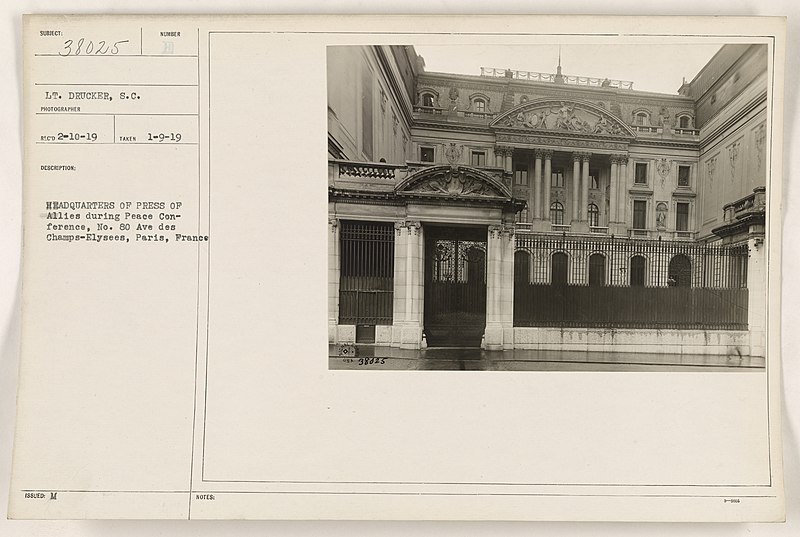 SUBJECT:
38025
NUMBER
LT. DRUCKER, S.C.
PHOTOGRAPHER
REC'D 2-10-19
TAKEN 1-9-19
DESCRIPTION:
HEADQUARTERS OF PRESS OF
Allies during Peace Con-
ference, No. 80 Ave des
Champs-Elysees, Paris, France
38025
ISSUED: M
NOTES: